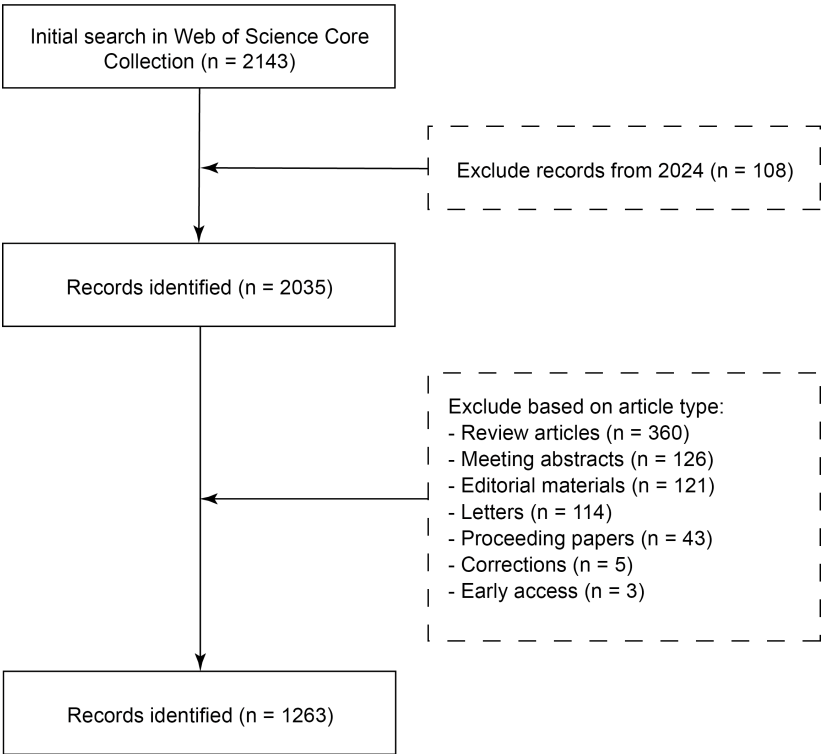 Initial search in Web of Science Core
Collection (n = 2143)
Exclude records from 2024 (n = 108)
Records identified (n = 2035)
Exclude based on article type:
- Review articles (n = 360)
- Meeting abstracts (n = 126)
- Editorial materials (n = 121)
- Letters (n = 114)
- Proceeding papers (n = 43)
- Corrections (n = 5)
- Early access (n = 3)
Records identified (n = 1263)